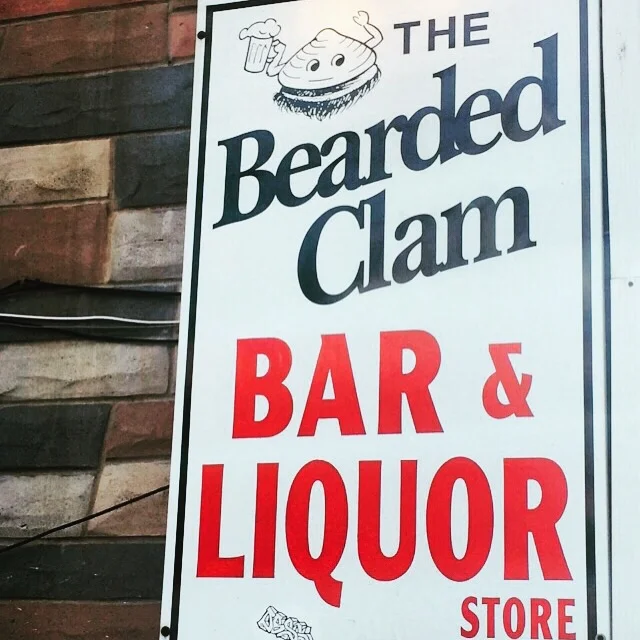 THE
Bearded
Clam
BAR &
LIQUOR
STORE